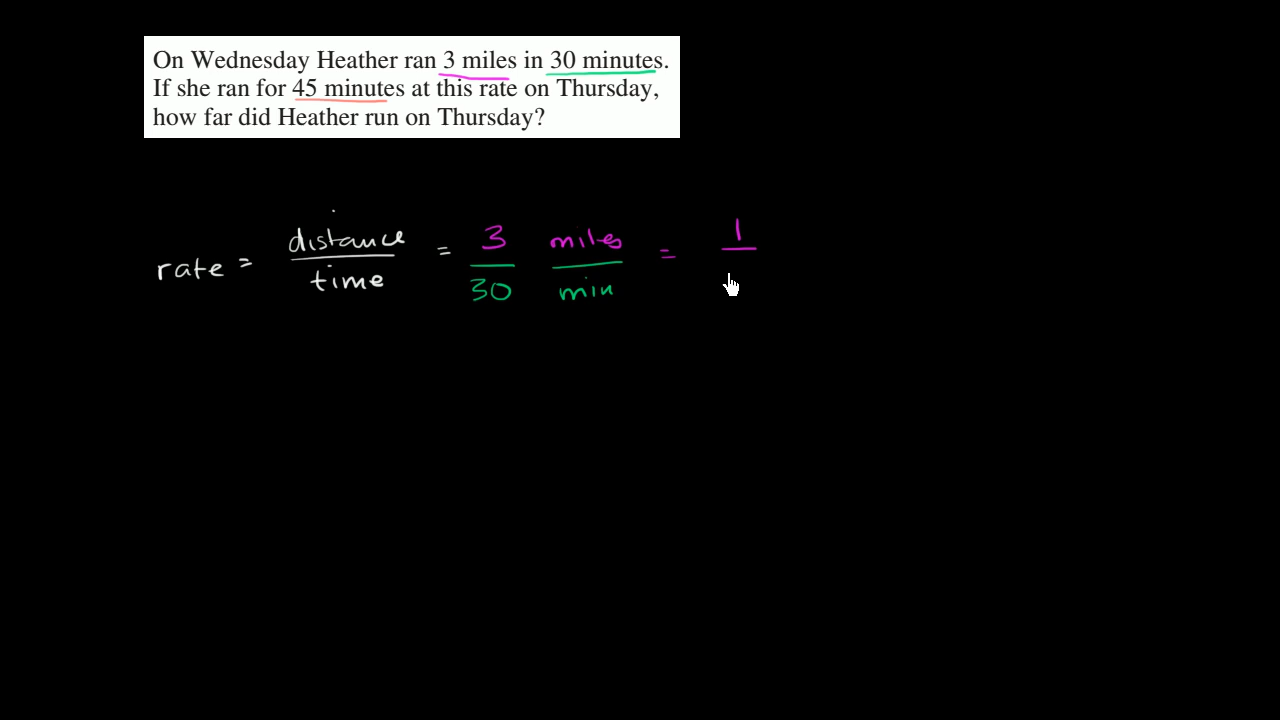 On Wednesday Heather ran 3 miles in 30 minutes.
If she ran for 45 minutes at this rate on Thursday,
how far did Heather run on Thursday?
rate = distance / time = 3 / 30 miles / min = 1 /